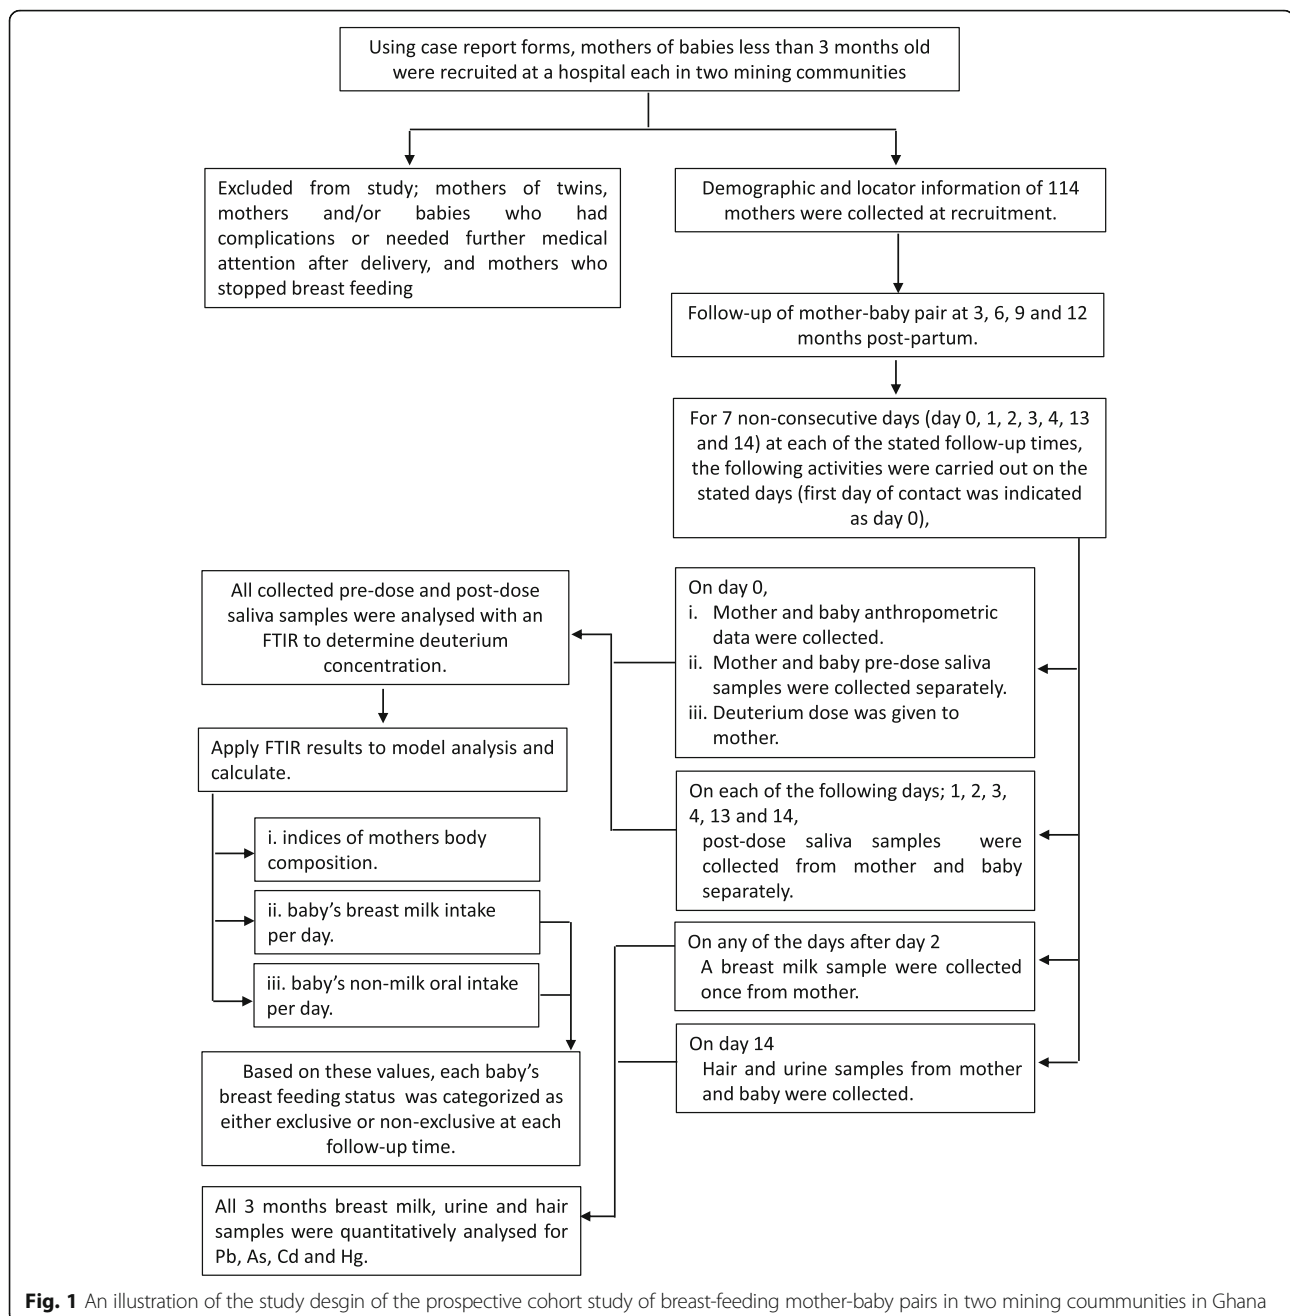 Using case report forms, mothers of babies less than 3 months old
were recruited at a hospital each in two mining communities
Excluded from study; mothers of twins,
mothers and/or babies who had
complications or needed further medical
attention after delivery, and mothers who
stopped breast feeding
Demographic and locator information of 114
mothers were collected at recruitment.
Follow-up of mother-baby pair at 3, 6, 9 and 12
months post-partum.
For 7 non-consecutive days (day 0, 1, 2, 3, 4, 13
and 14) at each of the stated follow-up times,
the following activities were carried out on the
stated days (first day of contact was indicated
as day 0),
On day 0,
i. Mother and baby anthropometric
data were collected.
ii. Mother and baby pre-dose saliva
samples were collected separately.
iii. Deuterium dose was given to
mother.
On each of the following days; 1, 2, 3,
4, 13 and 14,
post-dose saliva samples were
collected from mother and baby
separately.
On any of the days after day 2
A breast milk sample were collected
once from mother.
On day 14
Hair and urine samples from mother
and baby were collected.
All collected pre-dose and post-dose
saliva samples were analysed with an
FTIR to determine deuterium
concentration.
Apply FTIR results to model analysis and
calculate.
i. indices of mothers body
composition.
ii. baby's breast milk intake
per day.
iii. baby's non-milk oral intake
per day.
Based on these values, each baby's
breast feeding status was categorized as
either exclusive or non-exclusive at each
follow-up time.
All 3 months breast milk, urine and hair
samples were quantitatively analysed for
Pb, As, Cd and Hg.
Fig. 1 An illustration of the study desgin of the prospective cohort study of breast-feeding mother-baby pairs in two mining coummunities in Ghana